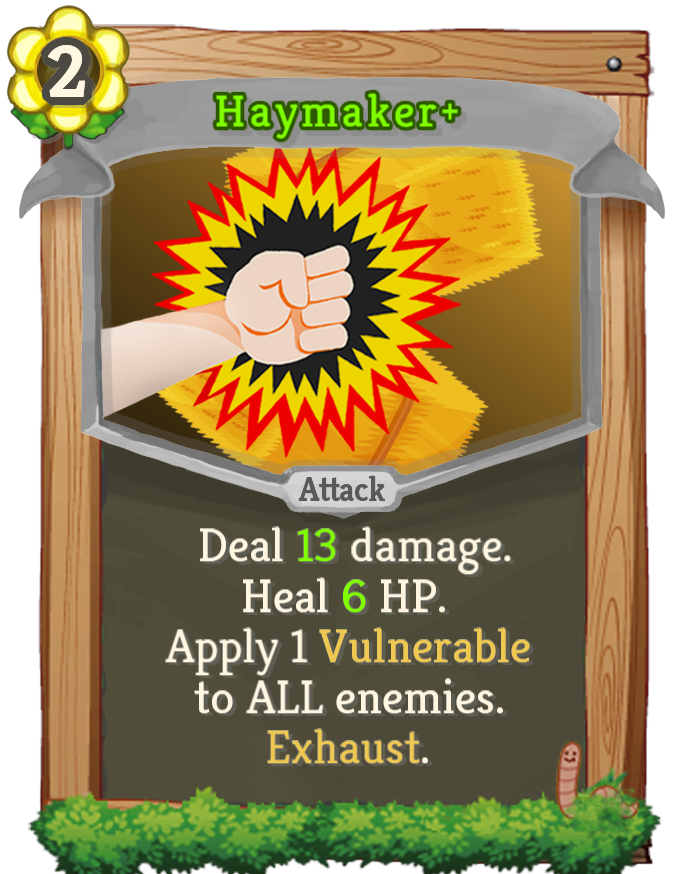 2
Haymaker+
Attack
Deal 13 damage.
Heal 6 HP.
Apply 1 Vulnerable
to ALL enemies.
Exhaust.